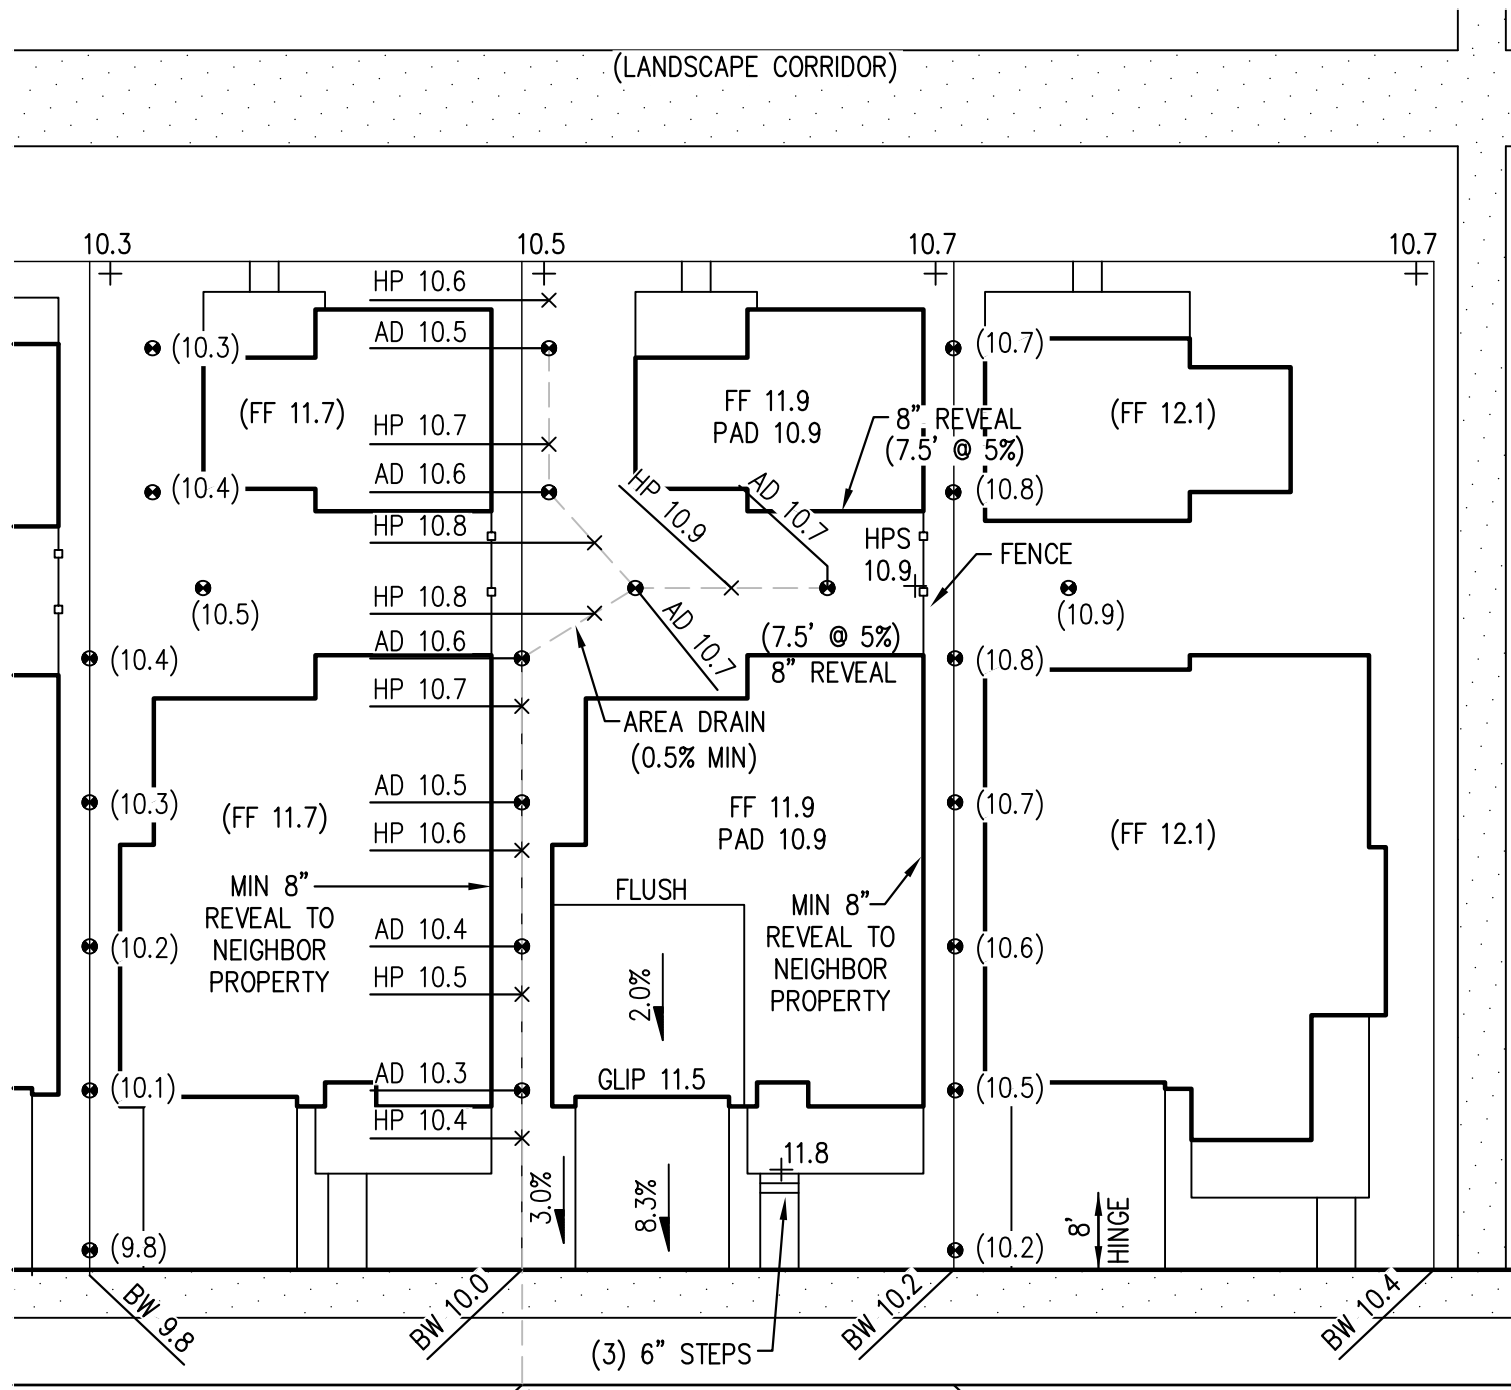 (LANDSCAPE CORRIDOR)
10.3
10.5
10.7
10.7
HP 10.6
AD 10.5
HP 10.7
AD 10.6
HP 10.8
HP 10.8
AD 10.6
HP 10.7
AD 10.5
HP 10.6
AD 10.4
HP 10.5
AD 10.3
HP 10.4
(10.3)
(FF 11.7)
(10.4)
(10.5)
(10.4)
(10.3)
(FF 11.7)
MIN 8”
REVEAL TO
NEIGHBOR
PROPERTY
(10.2)
(10.1)
(9.8)
FF 11.9
PAD 10.9
8” REVEAL
(7.5’ @ 5%)
HP 10.9
AD 10.7
HPS
10.9
FENCE
AD 10.7
(7.5’ @ 5%)
8” REVEAL
AREA DRAIN
(0.5% MIN)
FF 11.9
PAD 10.9
FLUSH
MIN 8”
REVEAL TO
NEIGHBOR
PROPERTY
2.0%
GLIP 11.5
11.8
3.0%
8.3%
(10.7)
(FF 12.1)
(10.8)
(10.9)
(10.8)
(10.7)
(FF 12.1)
(10.6)
(10.5)
(10.2)
8’
HINGE
BW 9.8
BW 10.0
BW 10.2
BW 10.4
(3) 6” STEPS